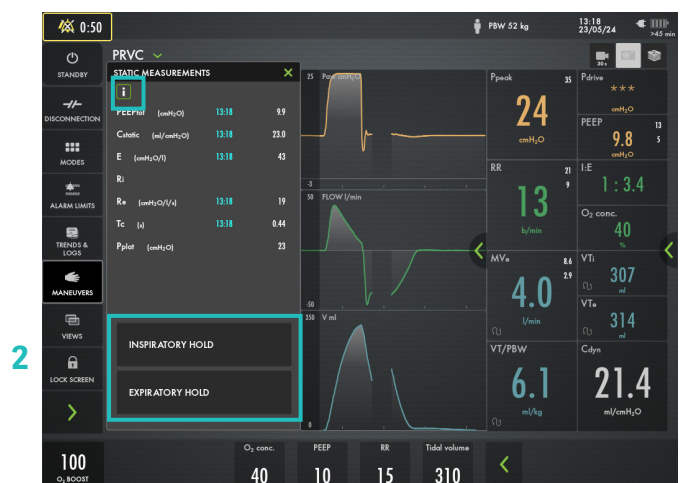 0:50
PBW 52 kg
13:18
23/05/24
>45 min
STANDBY
DISCONNECTION
MODES
ALARM LIMITS
TRENDS &
LOGS
MANEUVERS
VIEWS
LOCK SCREEN
100
O₂ BOOST
2
PRVC
STATIC MEASUREMENTS
i
PEEPtot (cmH₂O) 13:18 9.9
Cstatic (ml/cmH₂O) 13:18 23.0
E (cmH₂O/l) 13:18 43
Ri
Re (cmH₂O/l/s) 13:18 19
Tc (s) 13:18 0.44
Pplat (cmH₂O) 23
INSPIRATORY HOLD
EXPIRATORY HOLD
25 Paw cmH₂O
-3
50 FLOW l/min
-50
350 V ml
0
30 s
Ppeak 35
24
cmH₂O
Pdrive
***
cmH₂O
PEEP 13
9.8 5
cmH₂O
RR 21
9
13
b/min
I:E
1 : 3.4
O₂ conc.
40
%
MVe 8.6
2.9
4.0
l/min
VTi
307
ml
VTe
314
ml
VT/PBW
6.1
ml/kg
Cdyn
21.4
ml/cmH₂O
O₂ conc. PEEP RR Tidal volume
40 10 15 310